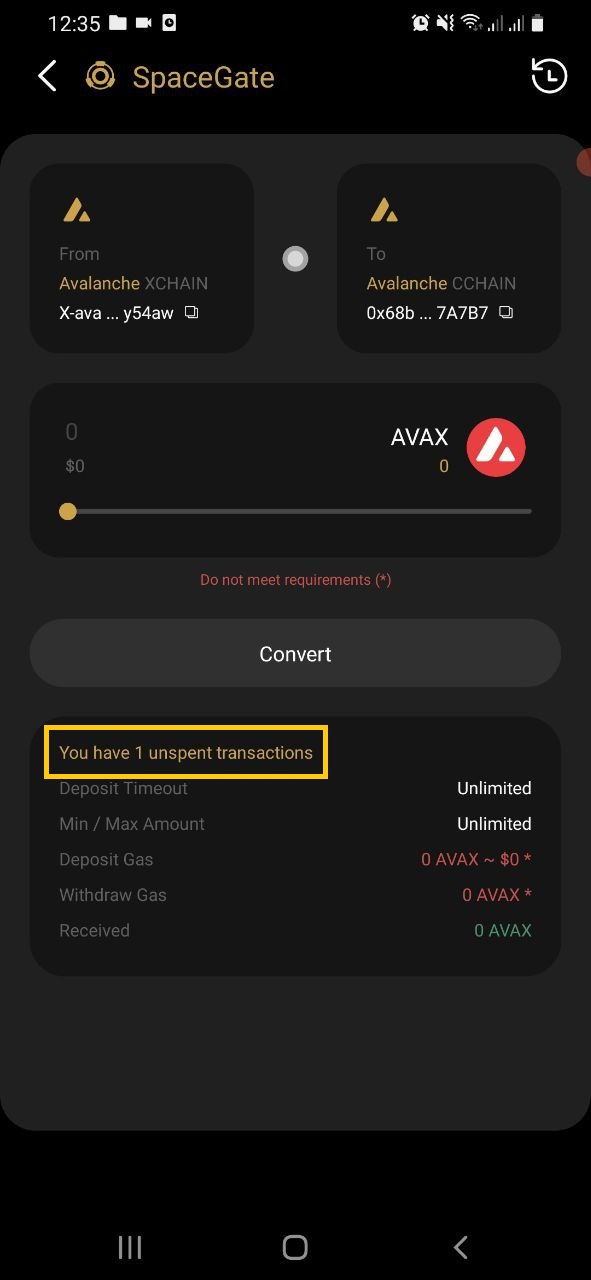 12:35
SpaceGate
From
Avalanche XCHAIN
X-ava ... y54aw
To
Avalanche CCHAIN
0x68b ... 7A7B7
0
AVAX
$0
0
Do not meet requirements (*)
Convert
You have 1 unspent transactions
Deposit Timeout Unlimited
Min / Max Amount Unlimited
Deposit Gas 0 AVAX ~ $0 *
Withdraw Gas 0 AVAX *
Received 0 AVAX